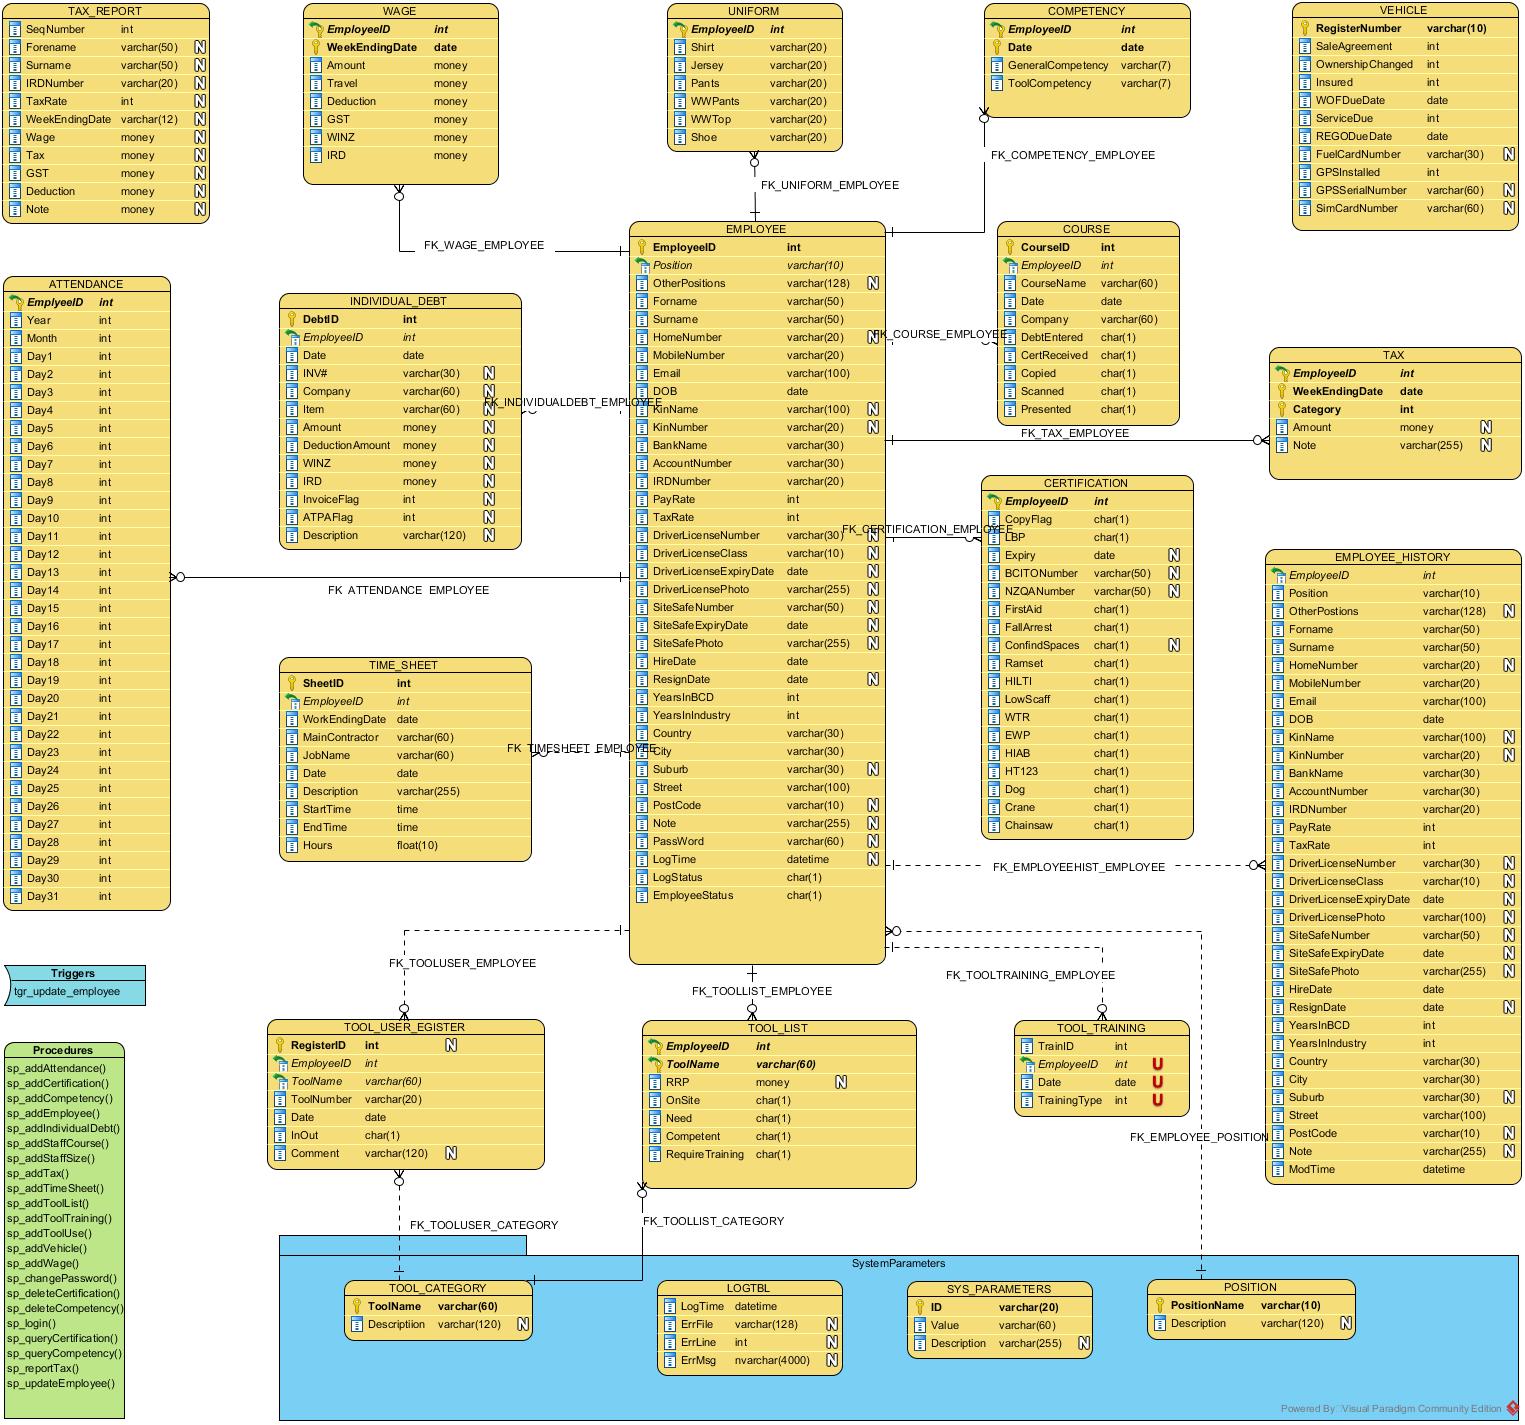 TAX_REPORT
SeqNumber int
Forename varchar(50) N
Surname varchar(50) N
IRDNumber varchar(20) N
TaxRate int N
WeekEndingDate varchar(12) N
Wage money N
Tax money N
GST money N
Deduction money N
Note money N
WAGE
EmployeeID int
WeekEndingDate date
Amount money
Travel money
Deduction money
GST money
WINZ money
IRD money
UNIFORM
EmployeeID int
Shirt varchar(20)
Jersey varchar(20)
Pants varchar(20)
WWPants varchar(20)
WWTop varchar(20)
Shoe varchar(20)
COMPETENCY
EmployeeID int
Date date
GeneralCompetency varchar(7)
ToolCompetency varchar(7)
VEHICLE
RegisterNumber varchar(10)
SaleAgreement int
OwnershipChanged int
Insured int
WOFDueDate date
ServiceDue int
REGODueDate date
FuelCardNumber varchar(30) N
GPSInstalled int
GPSSerialNumber varchar(60) N
SimCardNumber varchar(60) N
FK_COMPETENCY_EMPLOYEE
FK_UNIFORM_EMPLOYEE
FK_WAGE_EMPLOYEE
ATTENDANCE
EmplyeeID int
Year int
Month int
Day1 int
Day2 int
Day3 int
Day4 int
Day5 int
Day6 int
Day7 int
Day8 int
Day9 int
Day10 int
Day11 int
Day12 int
Day13 int
Day14 int
Day15 int
Day16 int
Day17 int
Day18 int
Day19 int
Day20 int
Day21 int
Day22 int
Day23 int
Day24 int
Day25 int
Day26 int
Day27 int
Day28 int
Day29 int
Day30 int
Day31 int
INDIVIDUAL_DEBT
DebtID int
EmployeeID int
Date date
INV# varchar(30) N
Company varchar(60) N
Item varchar(60) N
Amount money N
DeductionAmount money N
WINZ money N
IRD money N
InvoiceFlag int N
ATPAFlag int N
Description varchar(120) N
FK_INDIVIDUALDEBT_EMPLOYEE
FK_ATTENDANCE_EMPLOYEE
TIME_SHEET
SheetID int
EmployeeID int
WorkEndingDate date
MainContractor varchar(60)
JobName varchar(60)
Date date
Description varchar(255)
StartTime time
EndTime time
Hours float(10)
FK_TIMESHEET_EMPLOYEE
EMPLOYEE
EmployeeID int
Position varchar(10)
OtherPositions varchar(128) N
Forname varchar(50)
Surname varchar(50)
HomeNumber varchar(20) N
MobileNumber varchar(20)
Email varchar(100)
DOB date
KinName varchar(100) N
KinNumber varchar(20) N
BankName varchar(30)
AccountNumber varchar(30)
IRDNumber varchar(20)
PayRate int
TaxRate int
DriverLicenseNumber varchar(30) N
DriverLicenseClass varchar(10) N
DriverLicenseExpiryDate date N
DriverLicensePhoto varchar(255) N
SiteSafeNumber varchar(50) N
SiteSafeExpiryDate date N
SiteSafePhoto varchar(255) N
HireDate date
ResignDate date N
YearsInBCD int
YearsInIndustry int
Country varchar(30)
City varchar(30)
Suburb varchar(30) N
Street varchar(100)
PostCode varchar(10) N
Note varchar(255) N
PassWord varchar(60) N
LogTime datetime N
LogStatus char(1)
EmployeeStatus char(1)
COURSE
CourseID int
EmployeeID int
CourseName varchar(60)
Date date
Company varchar(60)
DebtEntered char(1)
CertReceived char(1)
Copied char(1)
Scanned char(1)
Presented char(1)
FK_COURSE_EMPLOYEE
FK_TAX_EMPLOYEE
TAX
EmployeeID int
WeekEndingDate date
Category int
Amount money N
Note varchar(255) N
CERTIFICATION
EmployeeID int
CopyFlag char(1)
LBP char(1)
Expiry date N
BCITONumber varchar(50) N
NZQANumber varchar(50) N
FirstAid char(1)
FallArrest char(1)
ConfindSpaces char(1) N
Ramset char(1)
HILTI char(1)
LowScaff char(1)
WTR char(1)
EWP char(1)
HIAB char(1)
HT123 char(1)
Dog char(1)
Crane char(1)
Chainsaw char(1)
FK_CERTIFICATION_EMPLOYEE
FK_EMPLOYEEHIST_EMPLOYEE
EMPLOYEE_HISTORY
EmployeeID int
Position varchar(10)
OtherPostions varchar(128) N
Forname varchar(50)
Surname varchar(50)
HomeNumber varchar(20) N
MobileNumber varchar(20)
Email varchar(100)
DOB date
KinName varchar(100) N
KinNumber varchar(20) N
BankName varchar(30)
AccountNumber varchar(30)
IRDNumber varchar(20)
PayRate int
TaxRate int
DriverLicenseNumber varchar(30) N
DriverLicenseClass varchar(10) N
DriverLicenseExpiryDate date N
DriverLicensePhoto varchar(100) N
SiteSafeNumber varchar(50) N
SiteSafeExpiryDate date N
SiteSafePhoto varchar(255) N
HireDate date
ResignDate date N
YearsInBCD int
YearsInIndustry int
Country varchar(30)
City varchar(30)
Suburb varchar(30) N
Street varchar(100)
PostCode varchar(10) N
Note varchar(255) N
ModTime datetime
Triggers
tgr_update_employee
Procedures
sp_addAttendance()
sp_addCertification()
sp_addCompetency()
sp_addEmployee()
sp_addIndividualDebt()
sp_addStaffCourse()
sp_addStaffSize()
sp_addTax()
sp_addTimeSheet()
sp_addToolList()
sp_addToolTraining()
sp_addToolUse()
sp_addVehicle()
sp_addWage()
sp_changePassword()
sp_deleteCertification()
sp_deleteCompetency()
sp_login()
sp_queryCertification()
sp_queryCompetency()
sp_reportTax()
sp_updateEmployee()
FK_TOOLUSER_EMPLOYEE
FK_TOOLLIST_EMPLOYEE
FK_TOOLTRAINING_EMPLOYEE
TOOL_USER_EGISTER
RegisterID int N
EmployeeID int
ToolName varchar(60)
ToolNumber varchar(20)
Date date
InOut char(1)
Comment varchar(120) N
TOOL_LIST
EmployeeID int
ToolName varchar(60)
RRP money N
OnSite char(1)
Need char(1)
Competent char(1)
RequireTraining char(1)
TOOL_TRAINING
TrainID int
EmployeeID int U
Date date U
TrainingType int U
FK_EMPLOYEE_POSITION
FK_TOOLUSER_CATEGORY
FK_TOOLLIST_CATEGORY
SystemParameters
TOOL_CATEGORY
ToolName varchar(60)
Descriptiion varchar(120) N
LOGTBL
LogTime datetime
ErrFile varchar(128) N
ErrLine int N
ErrMsg nvarchar(4000) N
SYS_PARAMETERS
ID varchar(20)
Value varchar(60)
Description varchar(255) N
POSITION
PositionName varchar(10)
Description varchar(120) N
Powered By Visual Paradigm Community Edition